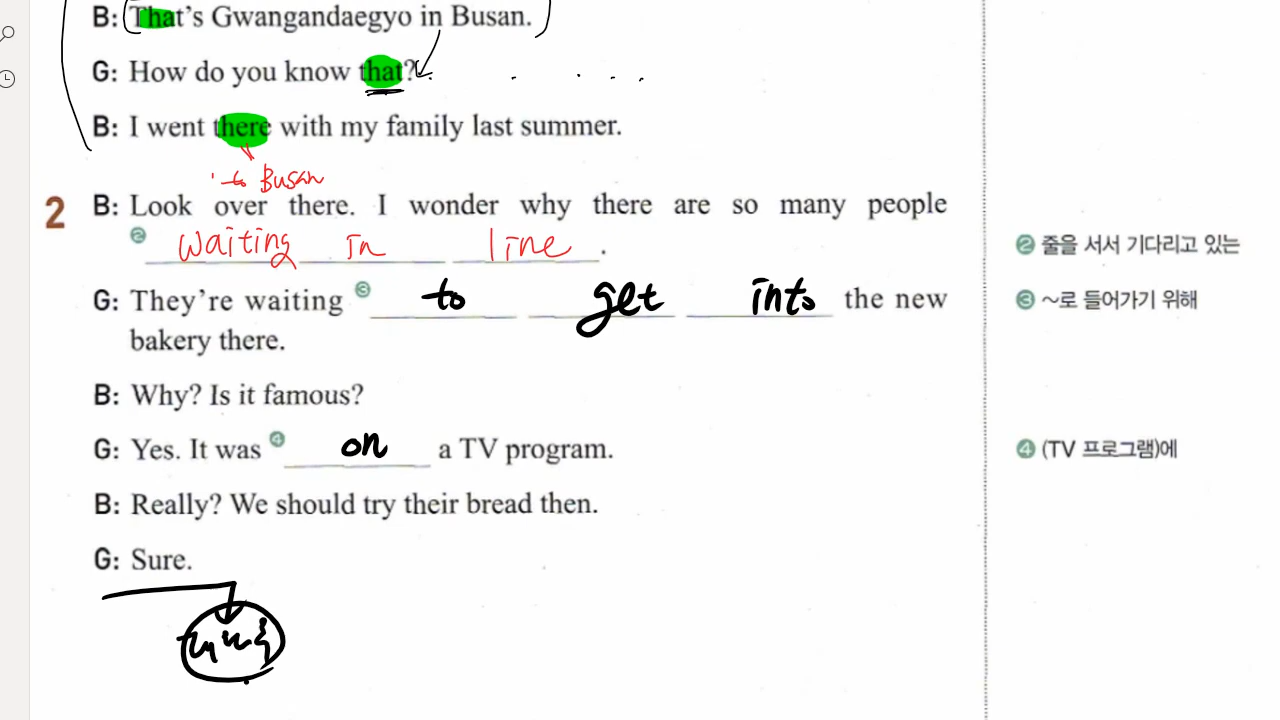 B: That's Gwangandaegyo in Busan.
G: How do you know that?
B: I went there with my family last summer.
to Busan
2 B: Look over there. I wonder why there are so many people
② waiting in line. ② 줄을 서서 기다리고 있는
G: They're waiting ③ to get into the new ③ ~로 들어가기 위해
bakery there.
B: Why? Is it famous?
G: Yes. It was ④ on a TV program. ④ (TV 프로그램)에
B: Really? We should try their bread then.
G: Sure.